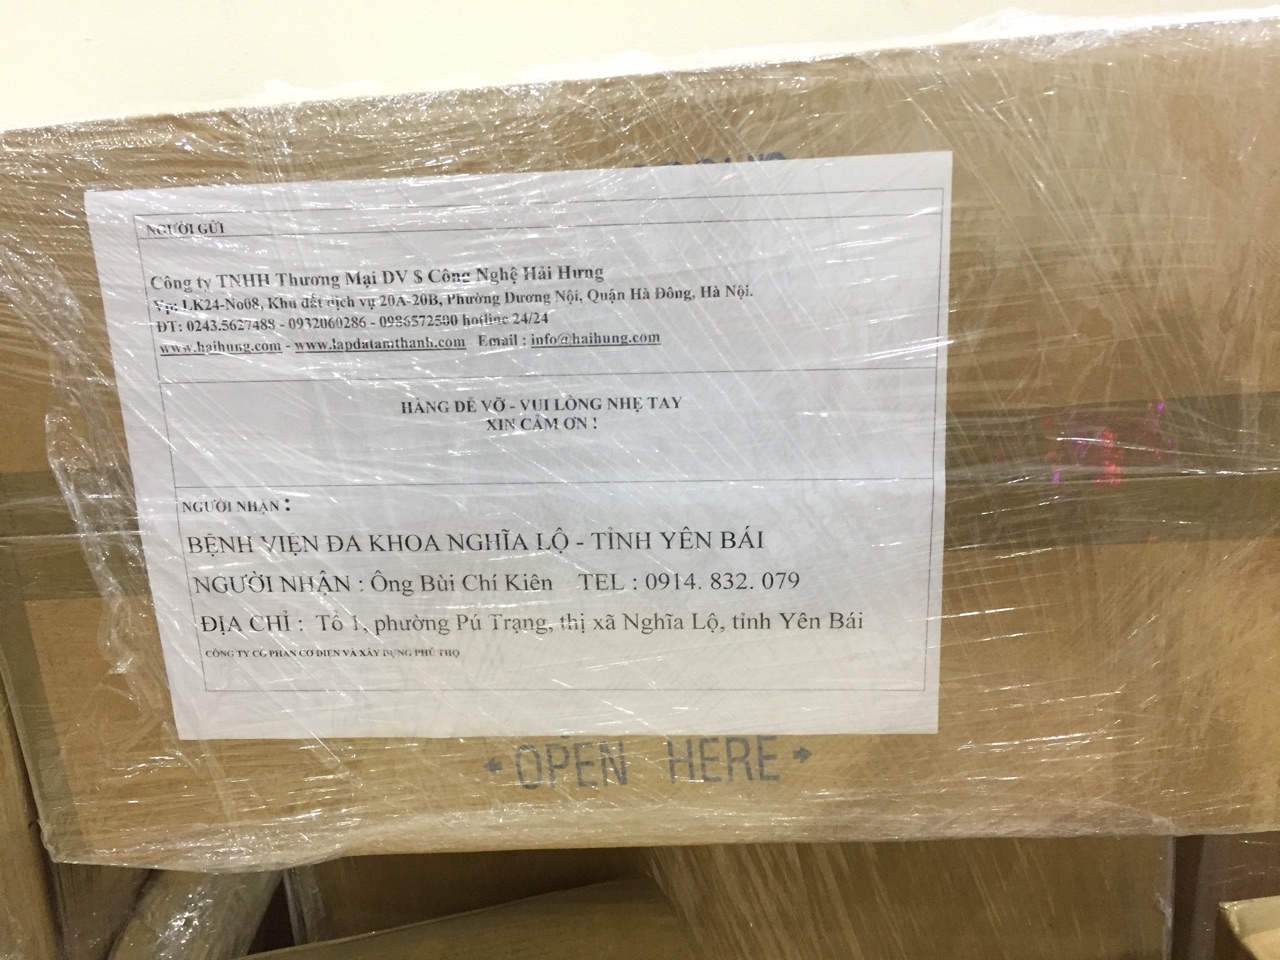 NGƯỜI GỬI
Công ty TNHH Thương Mại DV $ Công Nghệ Hải Hưng
Vp: LK24-No08, Khu đất dịch vụ 20A-20B, Phường Dương Nội, Quận Hà Đông, Hà Nội.
ĐT: 0243.5627488 - 0932060286 - 0986572500 hotline 24/24
www.haihung.com - www.lapdatamthanh.com Email : info@haihung.com
HÀNG DỄ VỠ - VUI LÒNG NHẸ TAY
XIN CẢM ƠN !
NGƯỜI NHẬN :
BỆNH VIỆN ĐA KHOA NGHĨA LỘ - TỈNH YÊN BÁI
NGƯỜI NHẬN : Ông Bùi Chí Kiên TEL : 0914. 832. 079
ĐỊA CHỈ : Tổ 1, phường Pú Trạng, thị xã Nghĩa Lộ, tỉnh Yên Bái
CÔNG TY CỔ PHẦN CƠ ĐIỆN VÀ XÂY DỰNG PHÚ THỌ
OPEN HERE